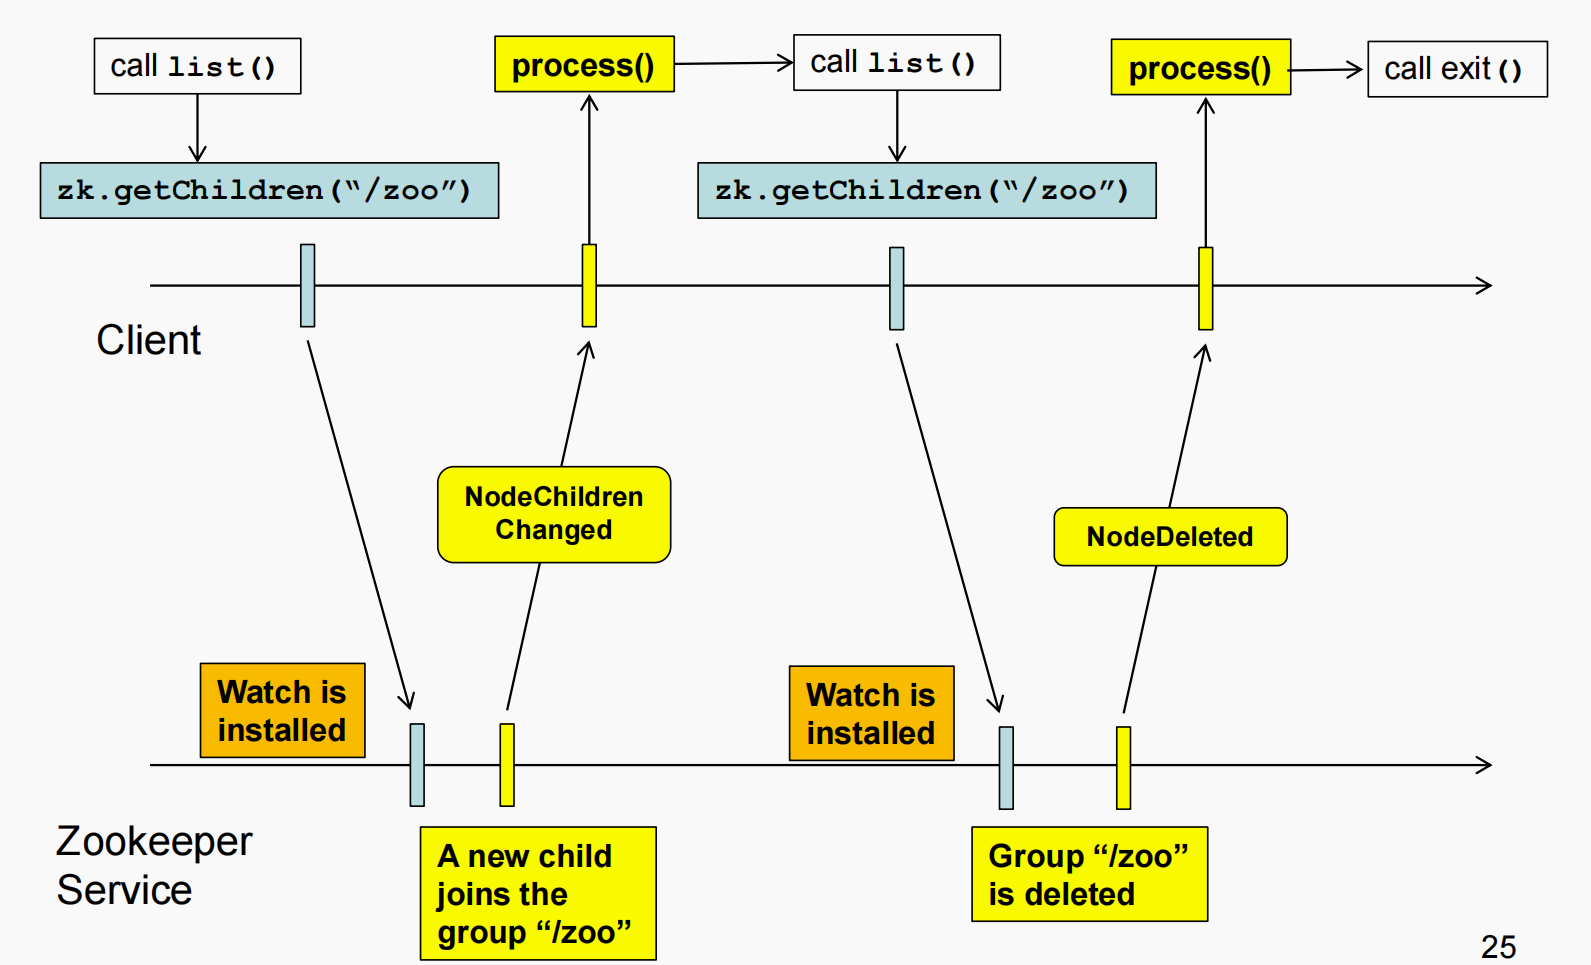 call list()
process()
call list()
process()
call exit()
zk.getChildren(“/zoo”)
zk.getChildren(“/zoo”)
Client
NodeChildren
Changed
NodeDeleted
Watch is
installed
Watch is
installed
Zookeeper
Service
A new child
joins the
group “/zoo”
Group “/zoo”
is deleted
25